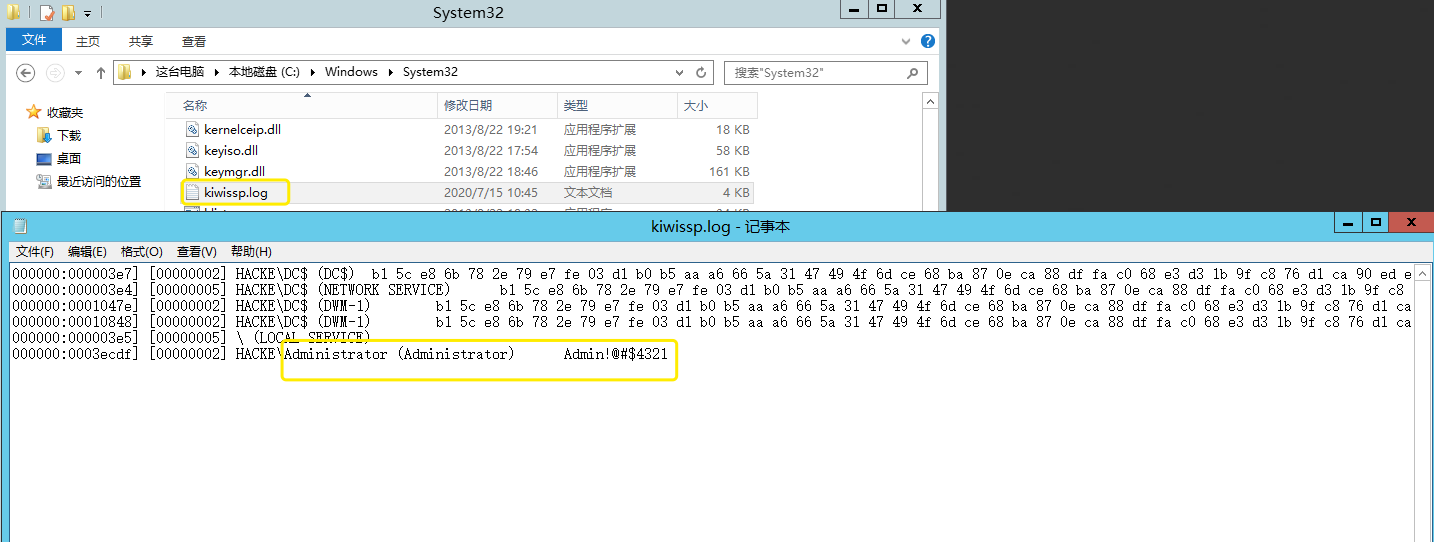 System32
文件 主页 共享 查看
这台电脑 本地磁盘 (C:) Windows System32 搜索"System32"
收藏夹
下载
桌面
最近访问的位置
名称 修改日期 类型 大小
kernelceip.dll 2013/8/22 19:21 应用程序扩展 18 KB
keyiso.dll 2013/8/22 17:54 应用程序扩展 58 KB
keymgr.dll 2013/8/22 18:46 应用程序扩展 161 KB
kiwissp.log 2020/7/15 10:45 文本文档 4 KB
kiwissp.log - 记事本
文件(F) 编辑(E) 格式(O) 查看(V) 帮助(H)
000000:000003e7] [00000002] HACKE\DC$ (DC$) b1 5c e8 6b 78 2e 79 e7 fe 03 d1 b0 b5 aa a6 66 5a 31 47 49 4f 6d ce 68 ba 87 0e ca 88 df fa c0 68 e3 d3 1b 9f c8 76 d1 ca 90 ed e
000000:000003e4] [00000005] HACKE\DC$ (NETWORK SERVICE) b1 5c e8 6b 78 2e 79 e7 fe 03 d1 b0 b5 aa a6 66 5a 31 47 49 4f 6d ce 68 ba 87 0e ca 88 df fa c0 68 e3 d3 1b 9f c8
000000:0001047e] [00000002] HACKE\DC$ (DWM-1) b1 5c e8 6b 78 2e 79 e7 fe 03 d1 b0 b5 aa a6 66 5a 31 47 49 4f 6d ce 68 ba 87 0e ca 88 df fa c0 68 e3 d3 1b 9f c8 76 d1 ca
000000:00010848] [00000002] HACKE\DC$ (DWM-1) b1 5c e8 6b 78 2e 79 e7 fe 03 d1 b0 b5 aa a6 66 5a 31 47 49 4f 6d ce 68 ba 87 0e ca 88 df fa c0 68 e3 d3 1b 9f c8 76 d1 ca
000000:000003e5] [00000005] \ (LOCAL SERVICE)
000000:0003ecdf] [00000002] HACKE\Administrator (Administrator) Admin!@#$4321